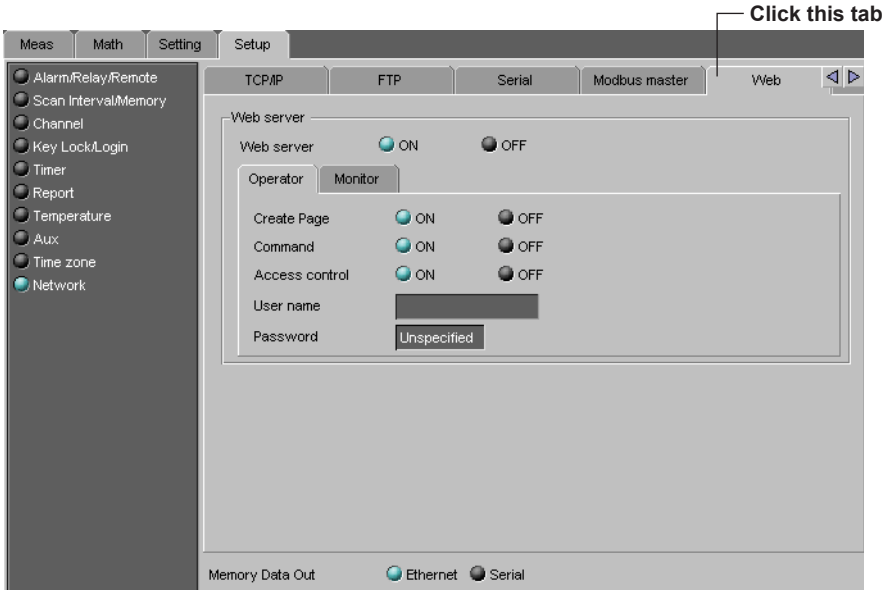 Click this tab
Meas Math Setting Setup
Alarm/Relay/Remote
Scan Interval/Memory
Channel
Key Lock/Login
Timer
Report
Temperature
Aux
Time zone
Network
TCP/IP FTP Serial Modbus master Web
Web server
Web server ON OFF
Operator Monitor
Create Page ON OFF
Command ON OFF
Access control ON OFF
User name
Password Unspecified
Memory Data Out Ethernet Serial